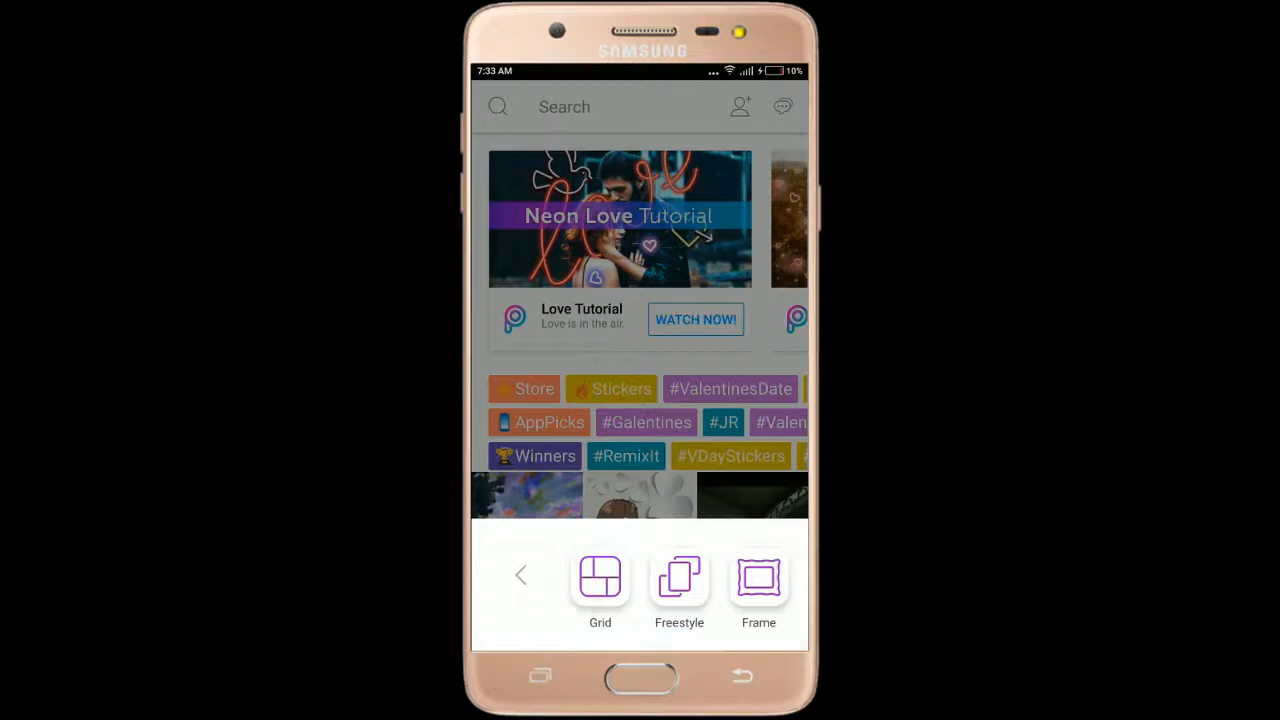 SAMSUNG
7:33 AM
10%
Search
love
Neon Love Tutorial
Love Tutorial
Love is in the air.
WATCH NOW!
Store
Stickers
#ValentinesDate
AppPicks
#Galentines
#JR
#Valen
Winners
#RemixIt
#VDayStickers
Grid
Freestyle
Frame